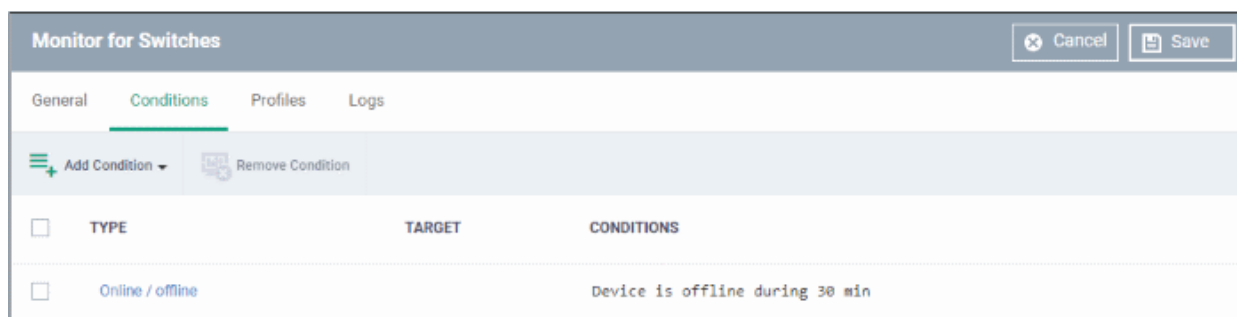 Monitor for Switches Cancel Save
General Conditions Profiles Logs
Add Condition Remove Condition
TYPE TARGET CONDITIONS
Online / offline Device is offline during 30 min